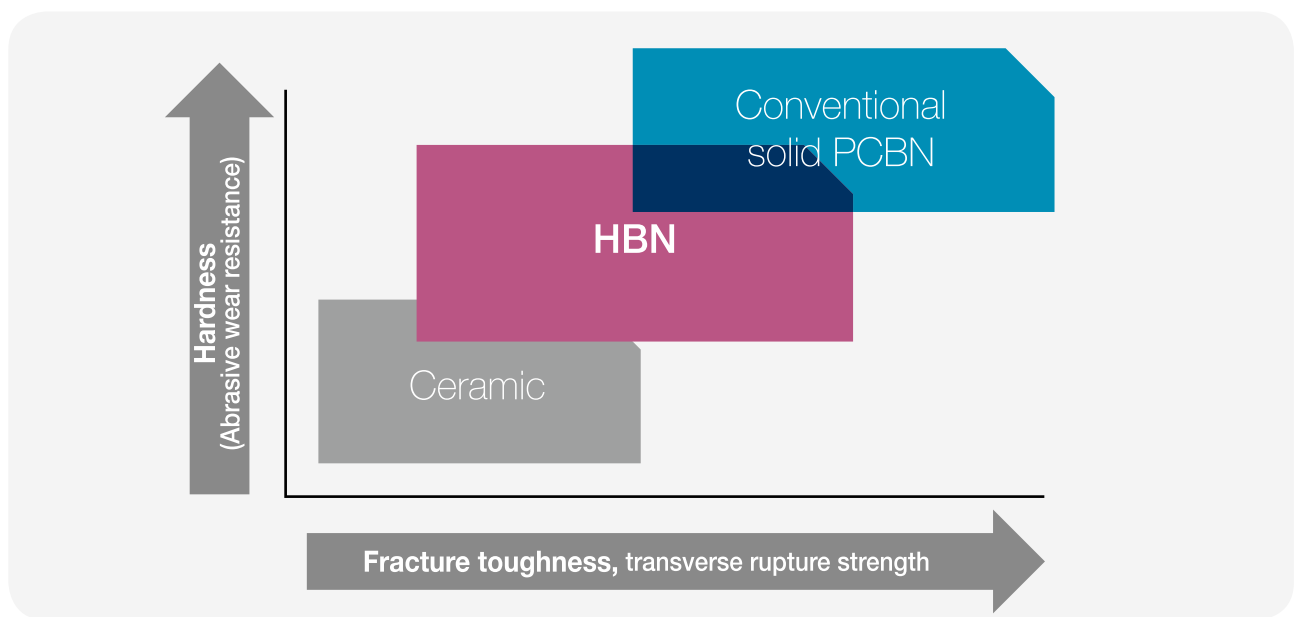 Conventional
solid PCBN
HBN
Ceramic
Hardness
(Abrasive wear resistance)
Fracture toughness, transverse rupture strength